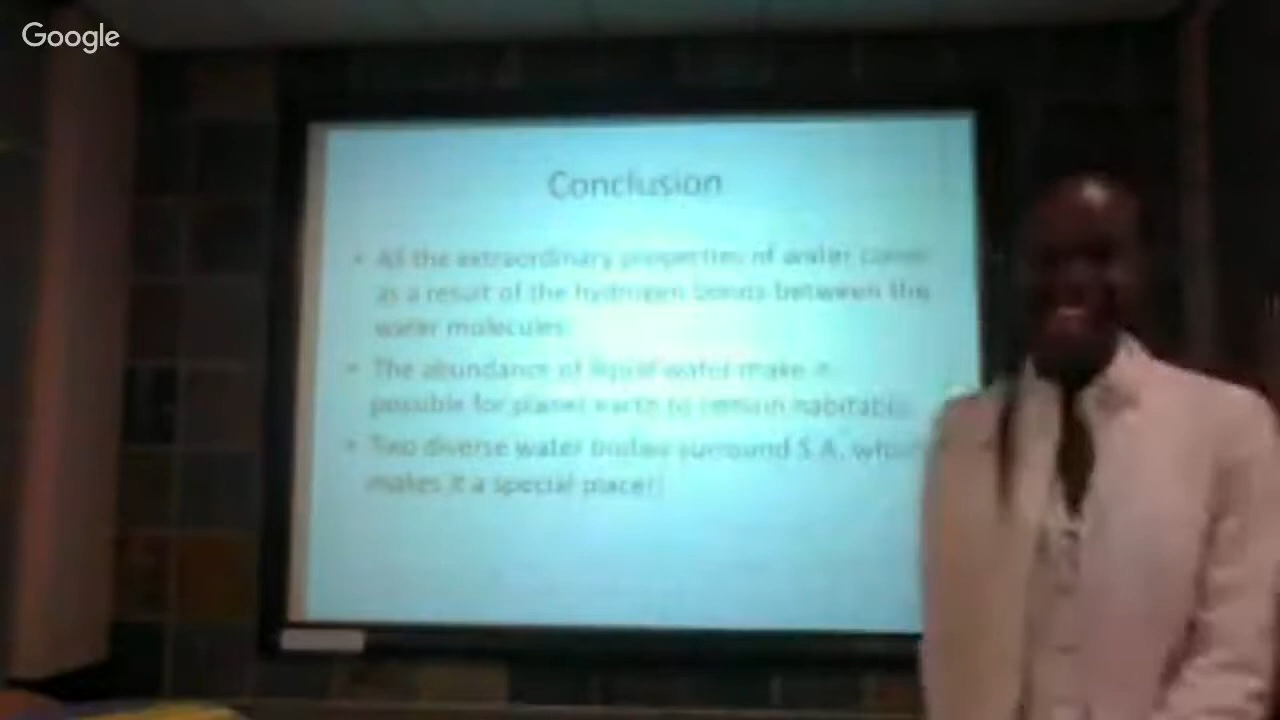 Google
Conclusion
• All the extraordinary properties of water come
as a result of the hydrogen bonds between the
water molecules
• The abundance of liquid water make it
possible for planet earth to remain habitable
• Two diverse water bodies surround S.A, which
makes it a special place!!